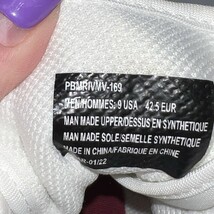 PBMRIVMY-169
MEN/HOMMES: 9 USA 42.5 EUR
MAN MADE UPPER/DESSUS EN SYNTHETIQUE
MAN MADE SOLE/SEMELLE SYNTHETIQUE
MADE IN CHINA/FABRIQUE EN CHINE
01/22